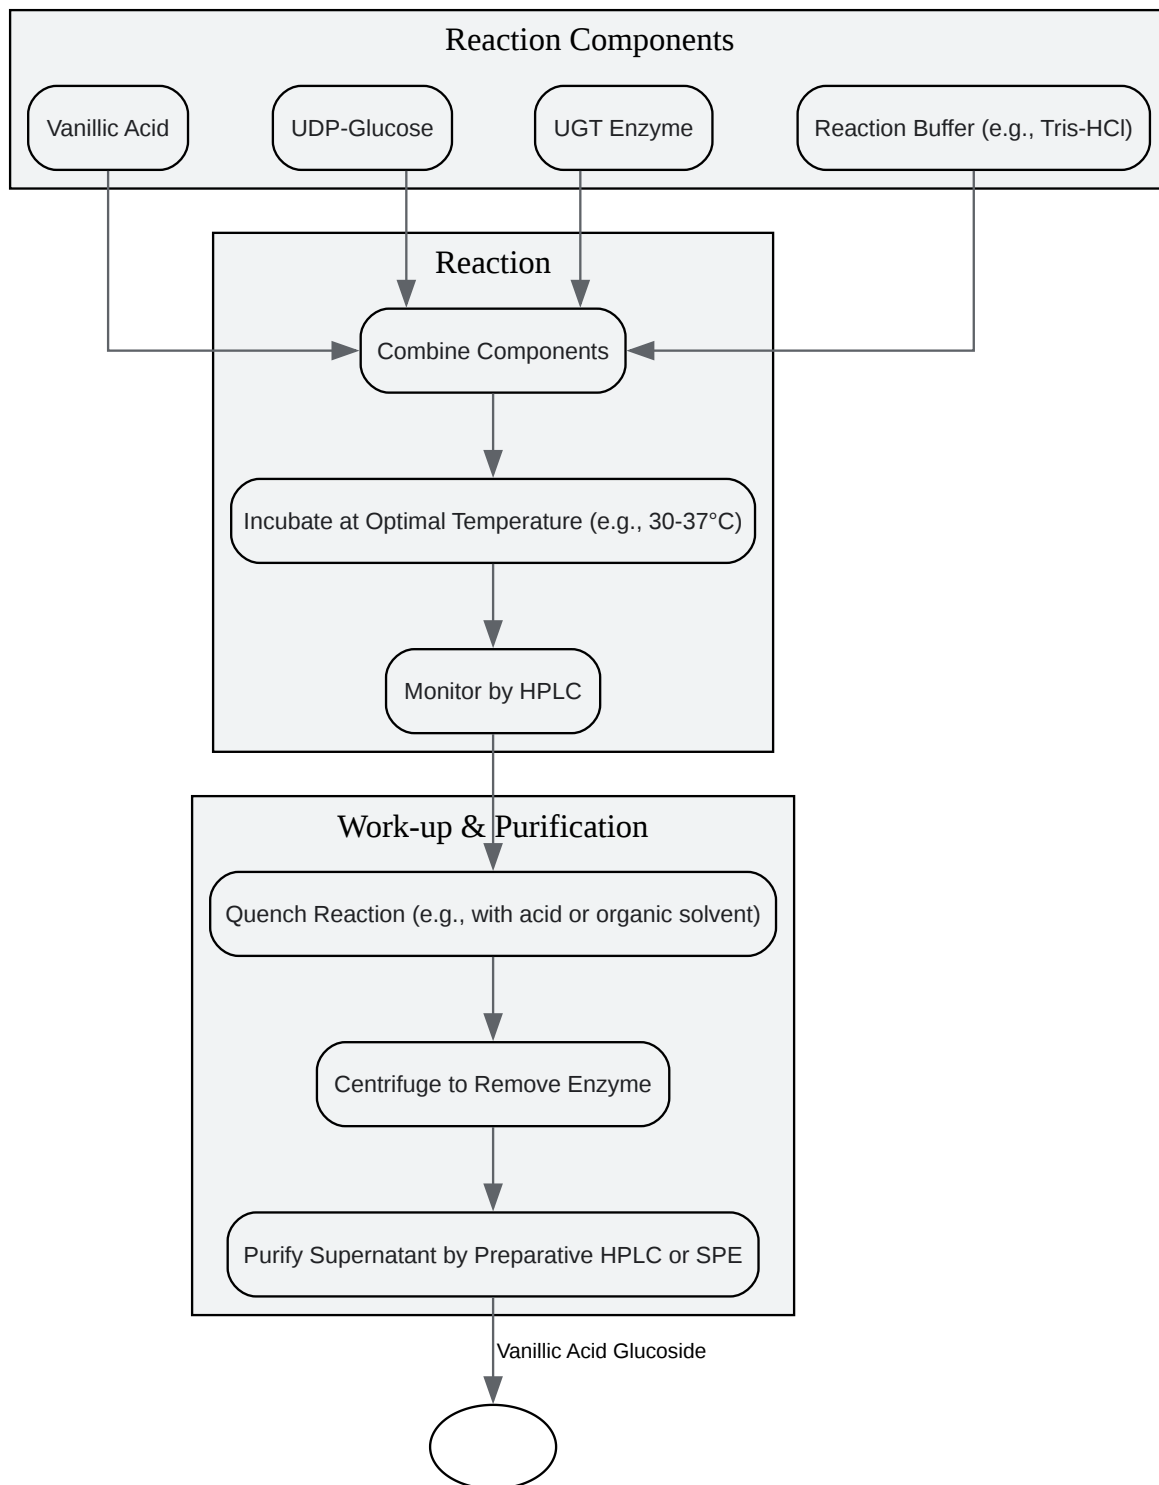 Reaction Components
Vanillic Acid
UDP-Glucose
UGT Enzyme
Reaction Buffer (e.g., Tris-HCl)
Reaction
Combine Components
Incubate at Optimal Temperature (e.g., 30-37°C)
Monitor by HPLC
Work-up & Purification
Quench Reaction (e.g., with acid or organic solvent)
Centrifuge to Remove Enzyme
Purify Supernatant by Preparative HPLC or SPE
Vanillic Acid Glucoside